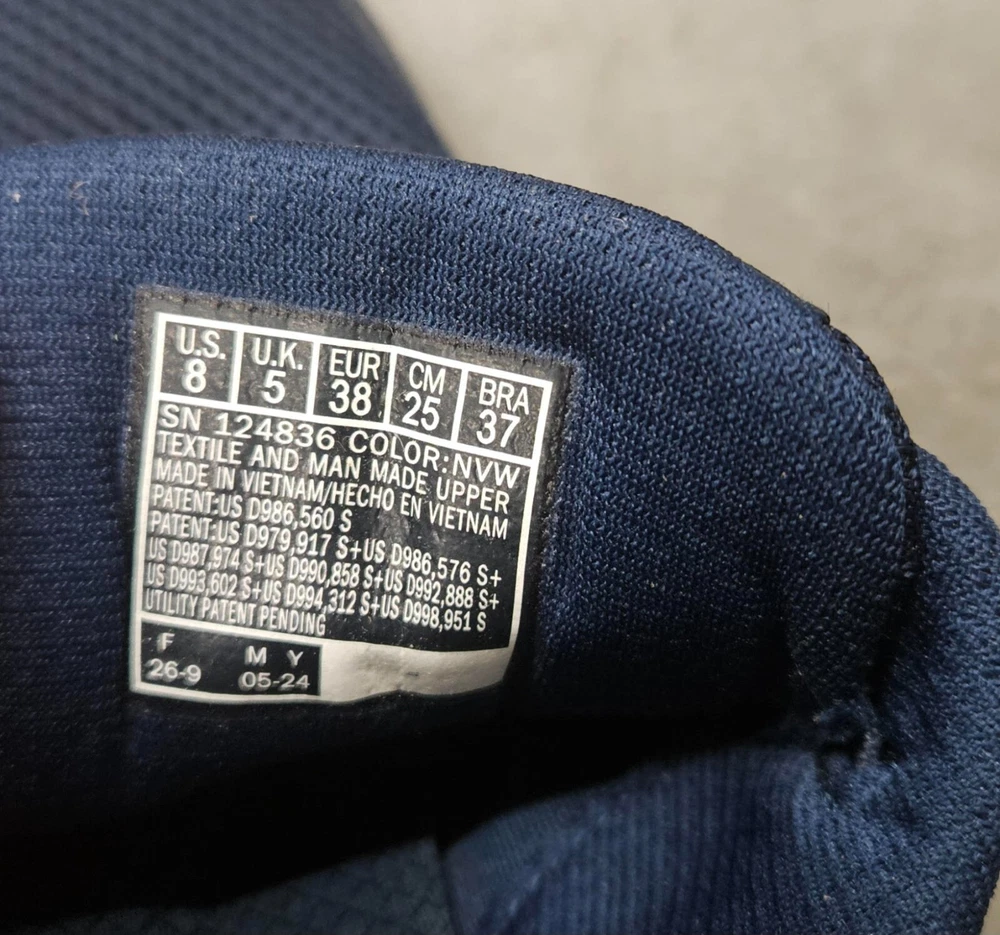 U.S. U.K. EUR CM BRA
8 5 38 25 37
SN 124836 COLOR: NVW
TEXTILE AND MAN MADE UPPER
MADE IN VIETNAM/HECHO EN VIETNAM
PATENT: US D986,560 S
PATENT: US D979,917 S+US D986,576 S+
US D987,974 S+US D990,858 S+US D992,888 S+
US D993,602 S+US D994,312 S+US D998,951 S
UTILITY PATENT PENDING
F M Y
26-9 05-24